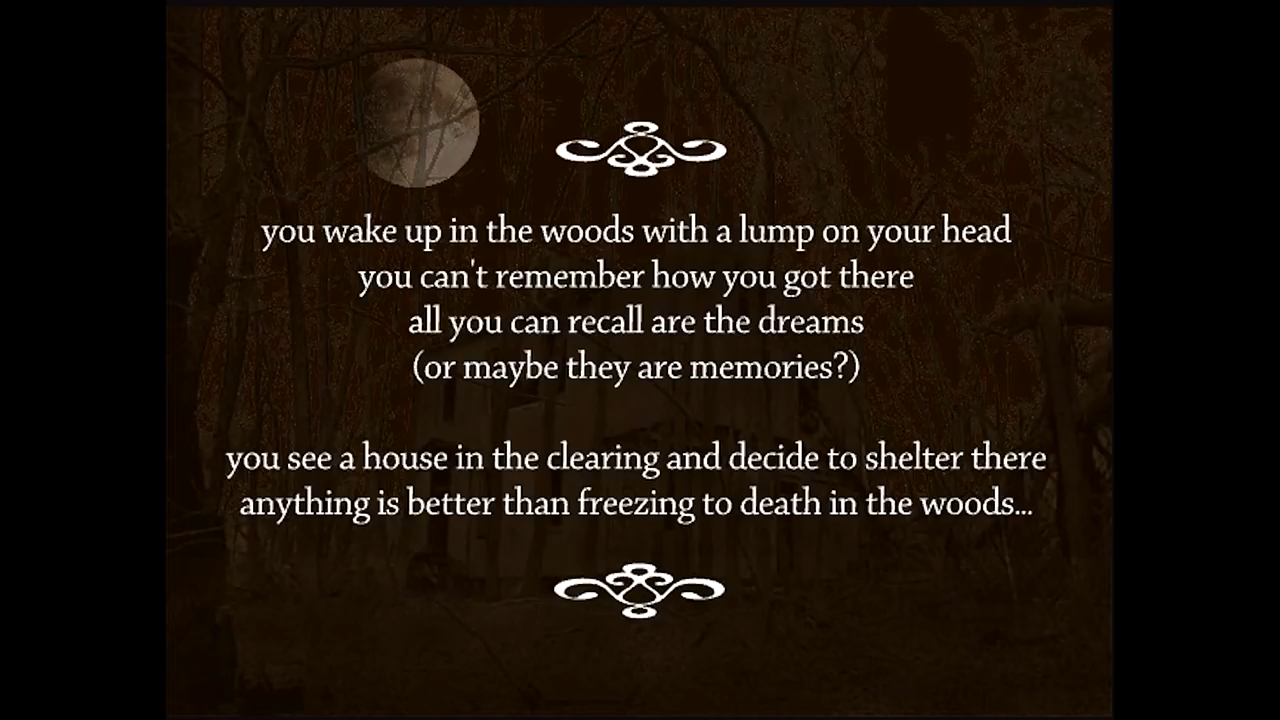 you wake up in the woods with a lump on your head
you can't remember how you got there
all you can recall are the dreams
(or maybe they are memories?)
you see a house in the clearing and decide to shelter there
anything is better than freezing to death in the woods...